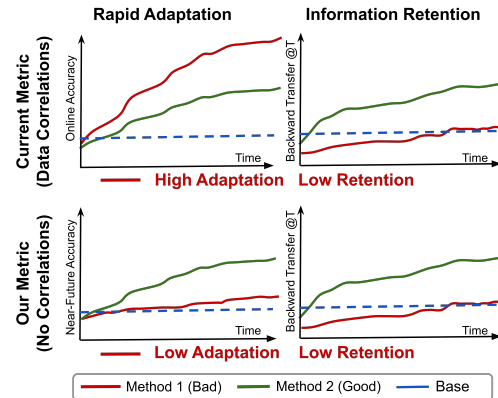 Rapid Adaptation
Information Retention
Current Metric
(Data Correlations)
Online Accuracy
Time
Backward Transfer @T
Time
High Adaptation
Low Retention
Our Metric
(No Correlations)
Near-Future Accuracy
Time
Backward Transfer @T
Time
Low Adaptation
Low Retention
Method 1 (Bad)
Method 2 (Good)
Base